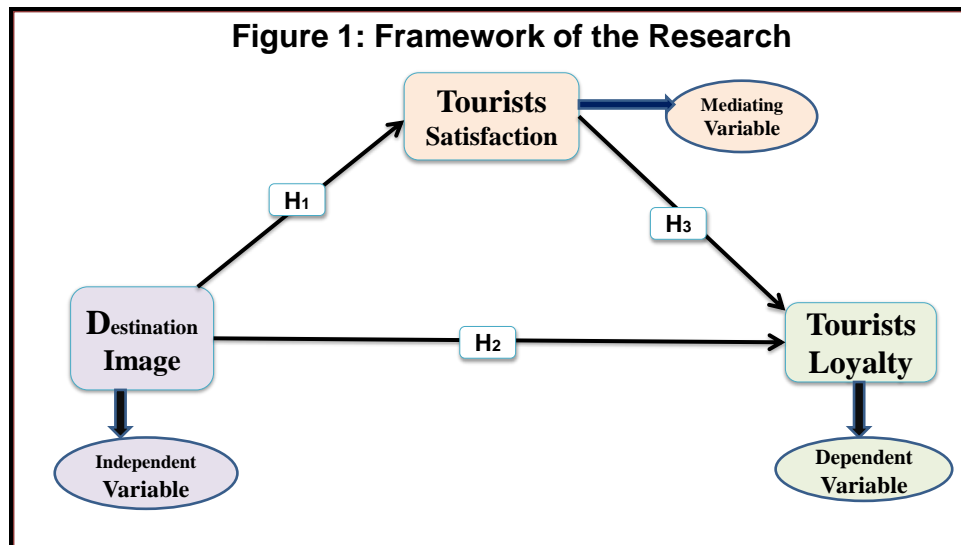 Figure 1: Framework of the Research
Tourists
Satisfaction
Mediating
Variable
H1
H3
Destination
Image
H2
Tourists
Loyalty
Independent
Variable
Dependent
Variable